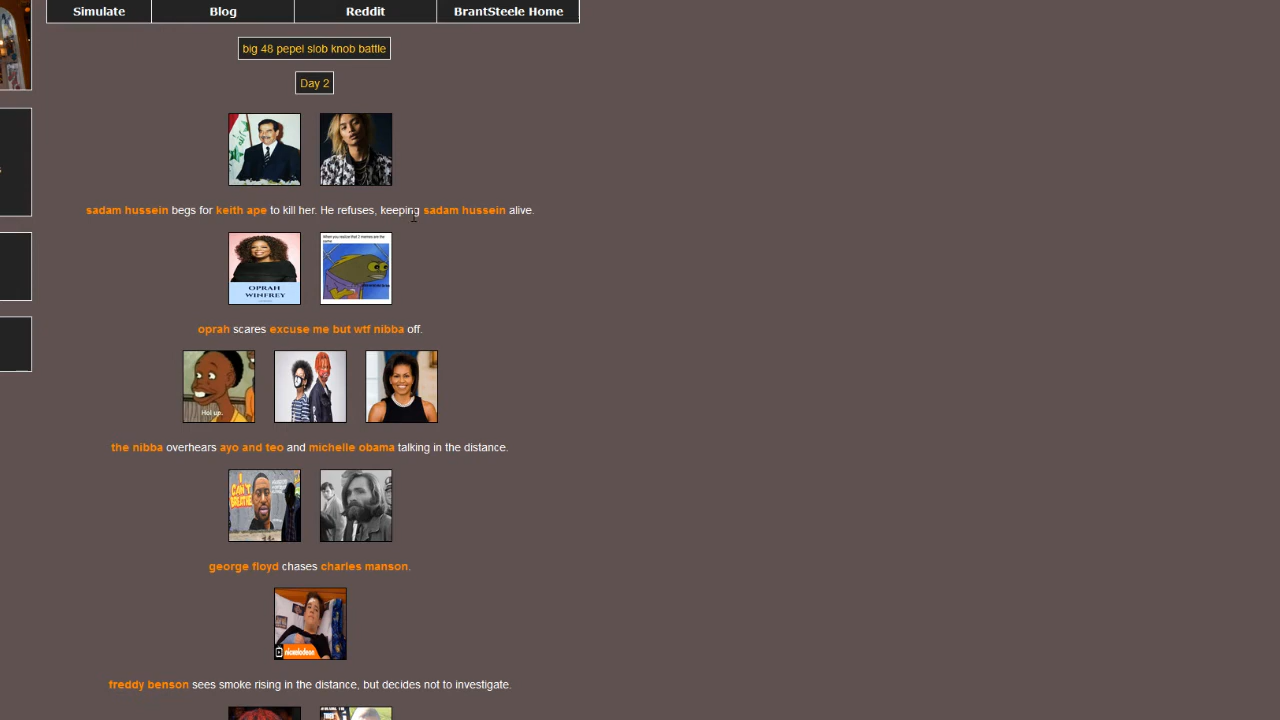 Simulate Blog Reddit BrantSteele Home
big 48 pepel slob knob battle
Day 2
sadam hussein begs for keith ape to kill her. He refuses, keeping sadam hussein alive.
OPRAH
WINFREY
oprah scares excuse me but wtf nibba off.
Hol up.
the nibba overhears ayo and teo and michelle obama talking in the distance.
I
CAN'T
BREATHE
george floyd chases charles manson.
nickelodeon
freddy benson sees smoke rising in the distance, but decides not to investigate.